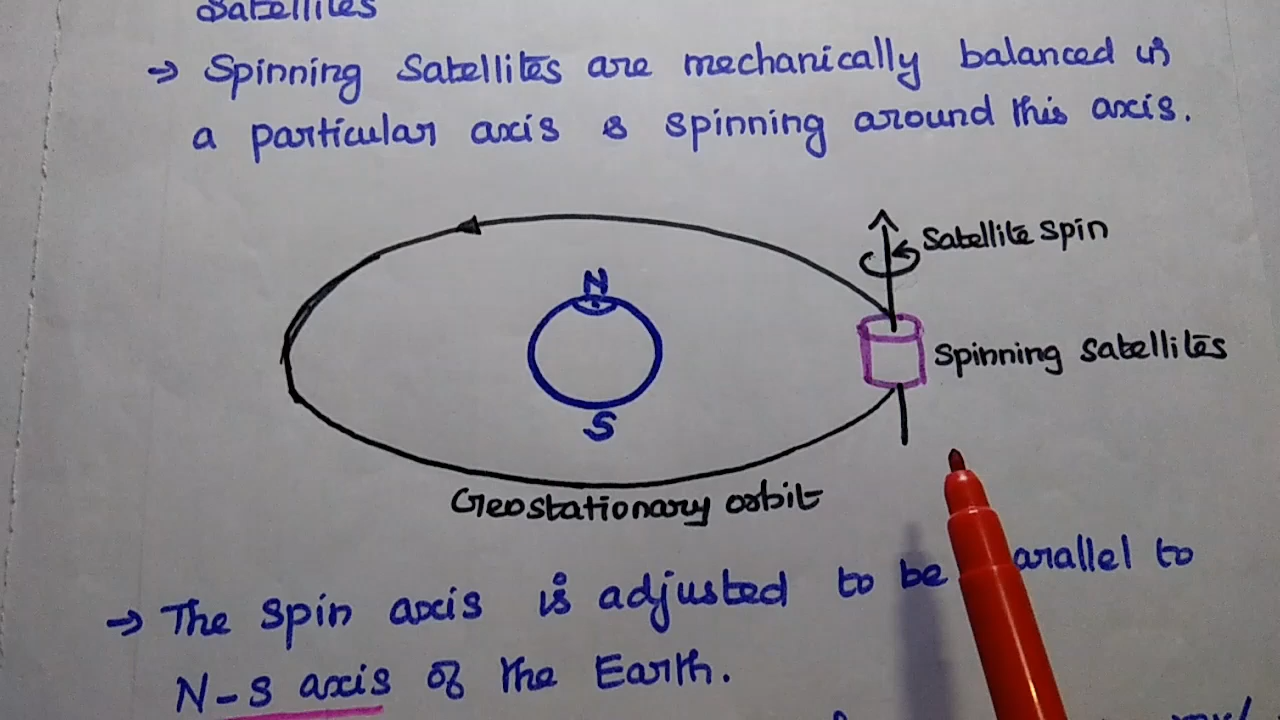 Satellites
→ Spinning Satellites are mechanically balanced in
a particular axis & spinning around this axis.
Satellite spin
N
Spinning satellites
S
Geostationary orbit
→ The spin axis is adjusted to be arallel to
N-S axis of the Earth.